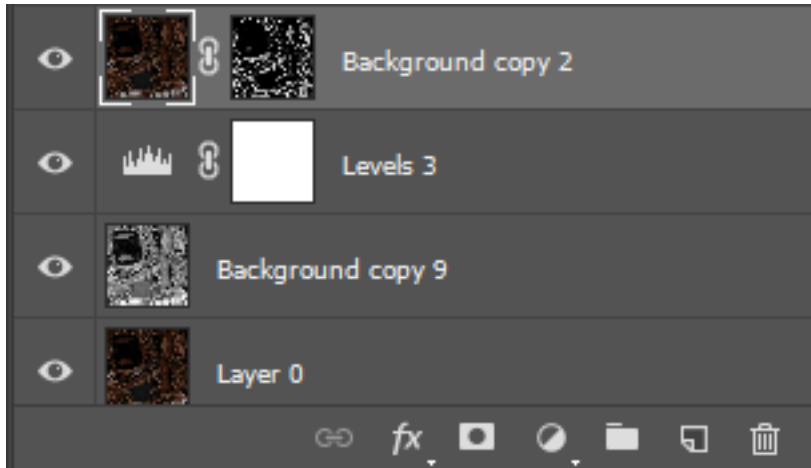 Background copy 2
Levels 3
Background copy 9
Layer 0
fx